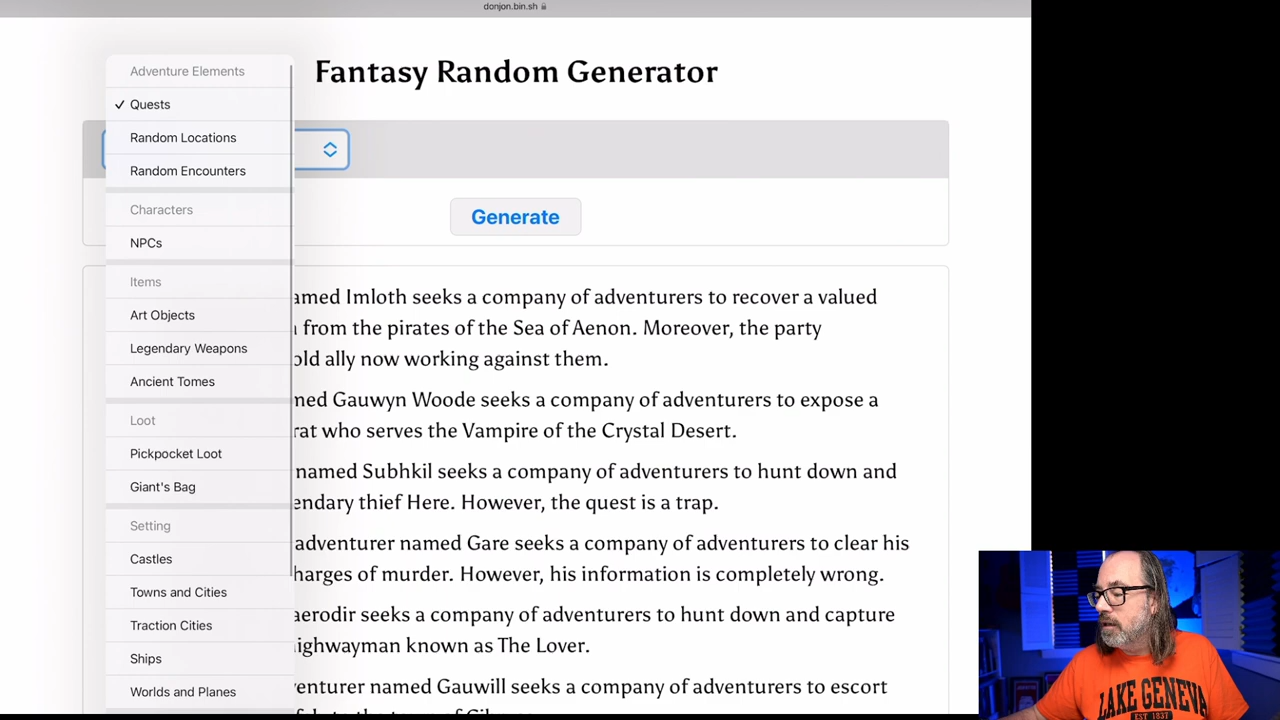 donjon.bin.sh
Fantasy Random Generator
Adventure Elements
✓ Quests
Random Locations
Random Encounters
Characters
NPCs
Items
Art Objects
Legendary Weapons
Ancient Tomes
Loot
Pickpocket Loot
Giant's Bag
Setting
Castles
Towns and Cities
Traction Cities
Ships
Worlds and Planes
Generate
named Imloth seeks a company of adventurers to recover a valued
from the pirates of the Sea of Aenon. Moreover, the party
old ally now working against them.
med Gauwyn Woode seeks a company of adventurers to expose a
rat who serves the Vampire of the Crystal Desert.
named Subhkil seeks a company of adventurers to hunt down and
endary thief Here. However, the quest is a trap.
adventurer named Gare seeks a company of adventurers to clear his
harges of murder. However, his information is completely wrong.
aerodir seeks a company of adventurers to hunt down and capture
ighwayman known as The Lover.
venturer named Gauwill seeks a company of adventurers to escort
LAKE GENEVA
EST 1837